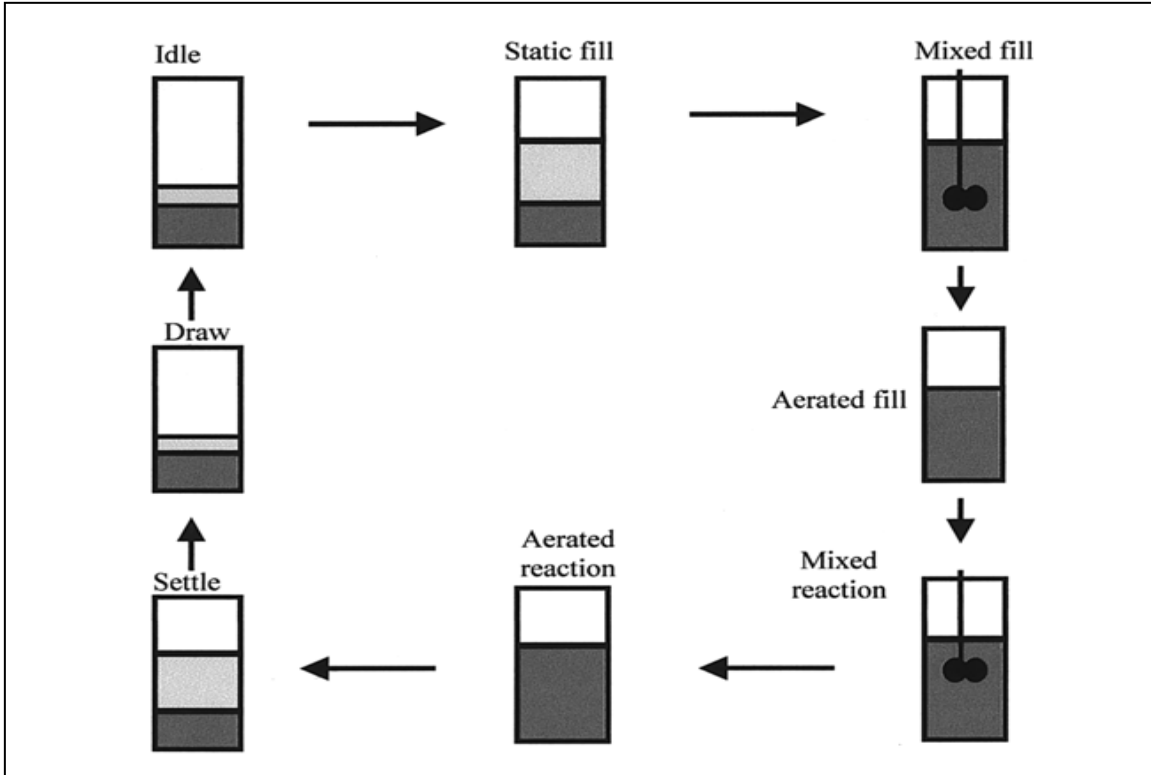 Idle
Static fill
Mixed fill
Draw
Aerated fill
Aerated
reaction
Mixed
reaction
Settle